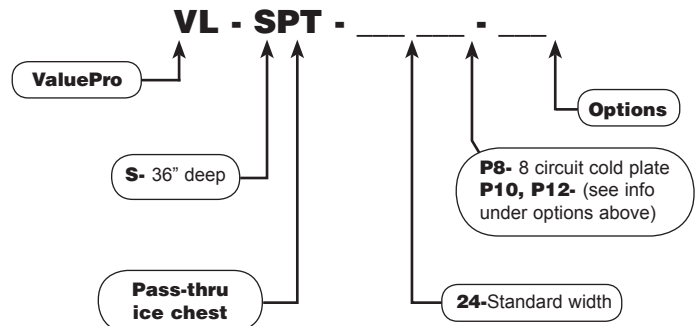 VL - SPT - ___ ___ - ___
ValuePro
Options
S- 36” deep
P8- 8 circuit cold plate
P10, P12- (see info
under options above)
Pass-thru
ice chest
24-Standard width